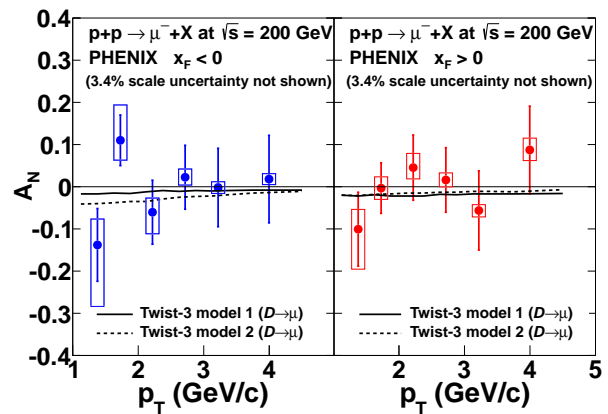 p+p → μ⁻+X at √s = 200 GeV
PHENIX x_F < 0
(3.4% scale uncertainty not shown)
p+p → μ⁻+X at √s = 200 GeV
PHENIX x_F > 0
(3.4% scale uncertainty not shown)
A_N
0.4
0.3
0.2
0.1
0
-0.1
-0.2
-0.3
-0.4
Twist-3 model 1 (D→μ)
Twist-3 model 2 (D→μ)
Twist-3 model 1 (D→μ)
Twist-3 model 2 (D→μ)
1 2 3 4 2 3 4 5
p_T (GeV/c) p_T (GeV/c)